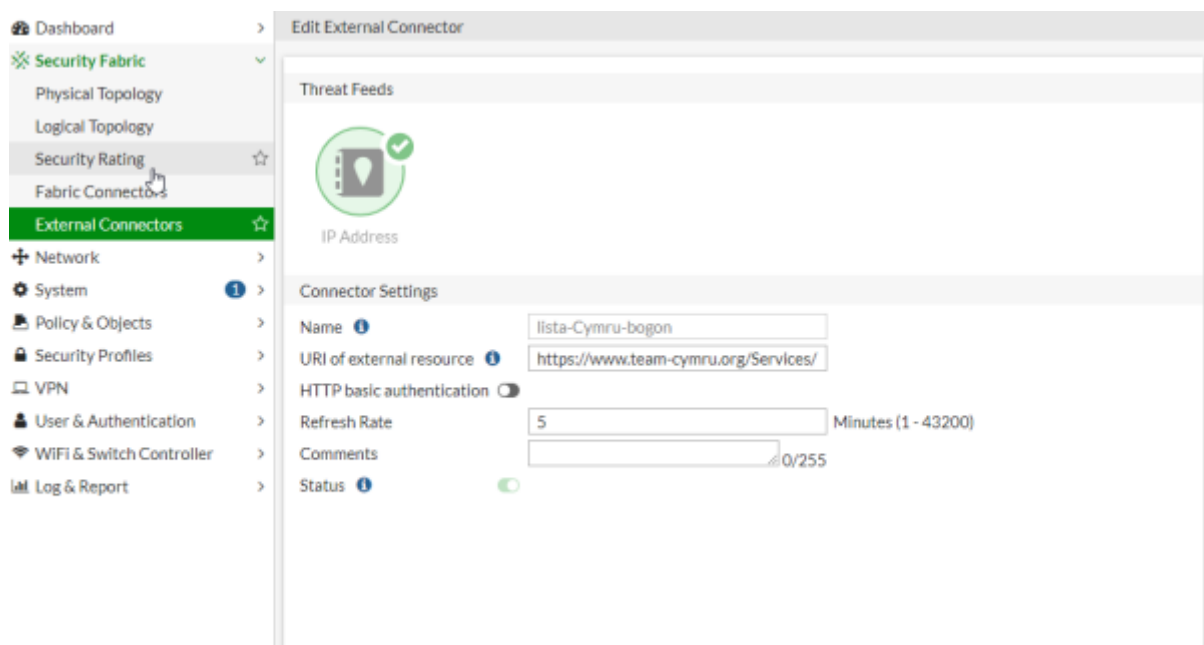 Dashboard
Security Fabric
Physical Topology
Logical Topology
Security Rating
Fabric Connectors
External Connectors
Network
System 1
Policy & Objects
Security Profiles
VPN
User & Authentication
WiFi & Switch Controller
Log & Report
Edit External Connector
Threat Feeds
IP Address
Connector Settings
Name lista-Cymru-bogon
URI of external resource https://www.team-cymru.org/Services/
HTTP basic authentication
Refresh Rate 5 Minutes (1 - 43200)
Comments 0/255
Status